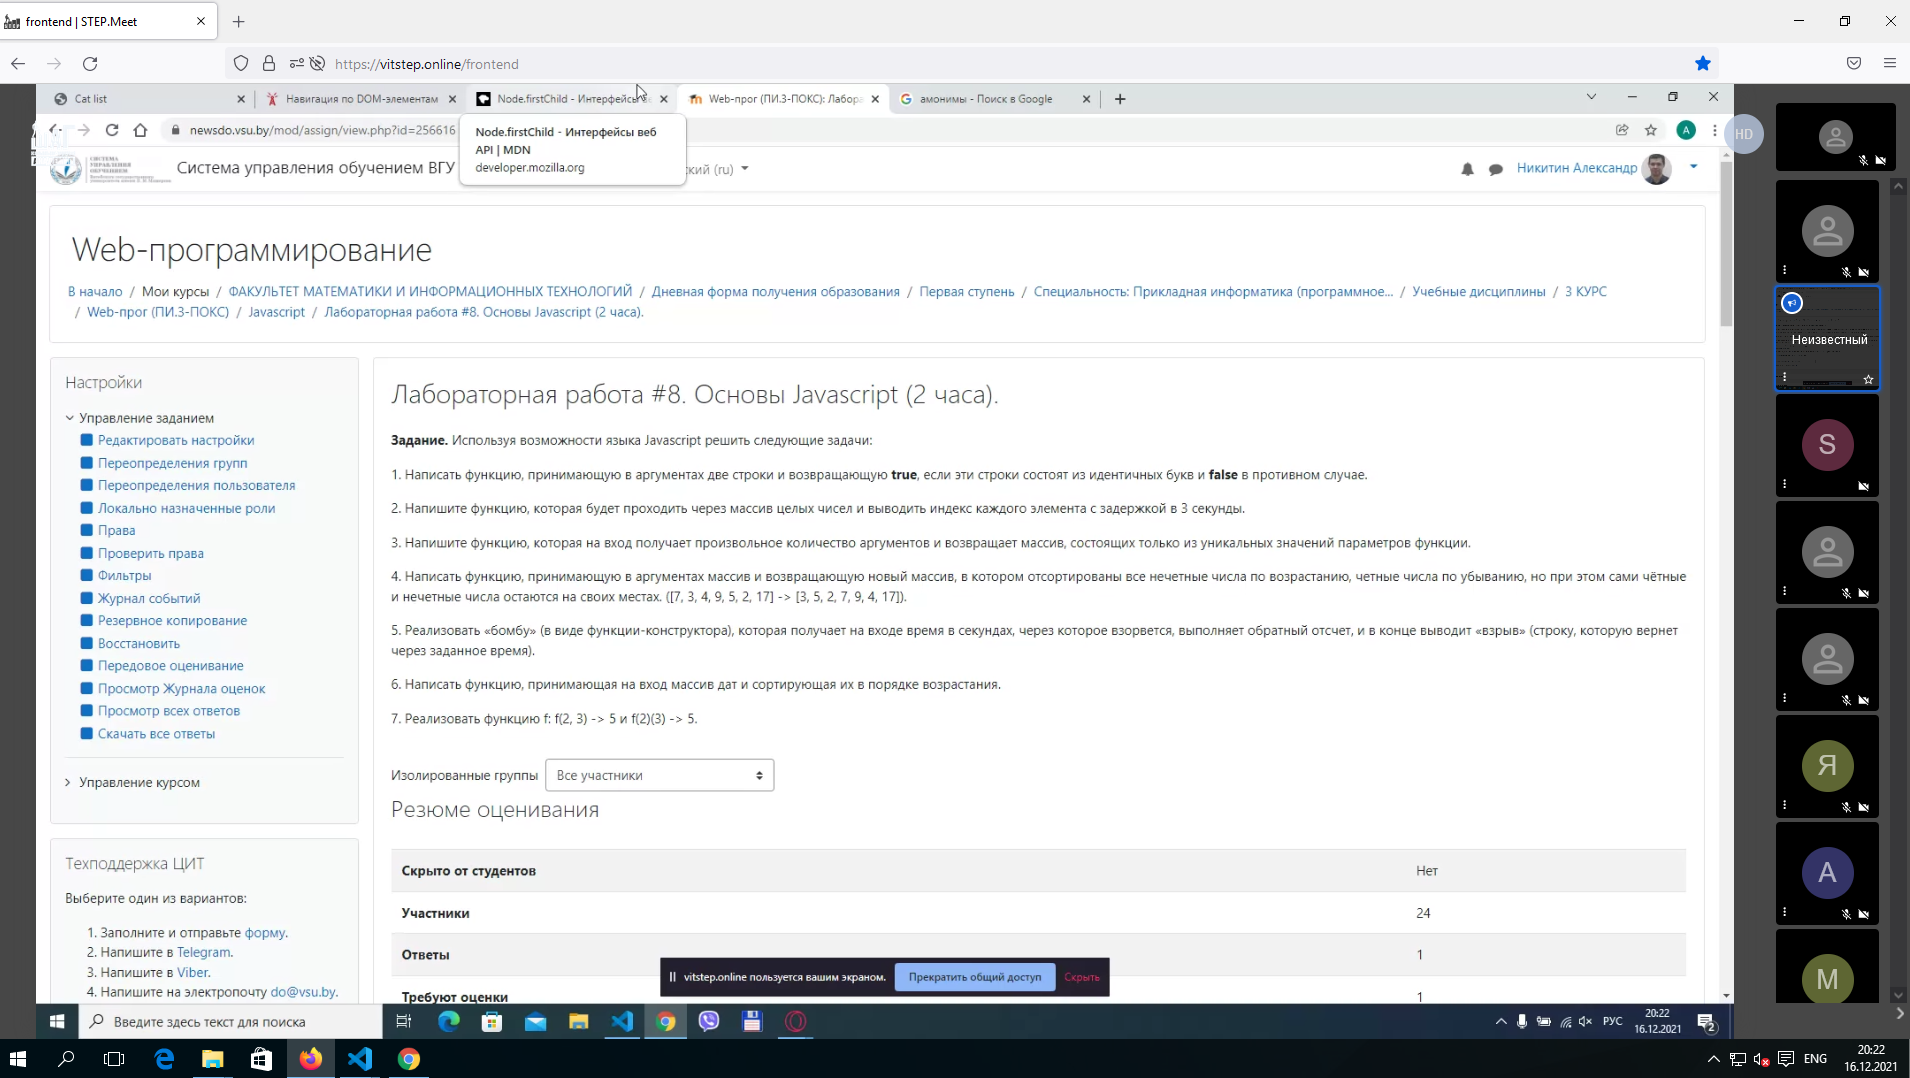 frontend | STEP.Meet
https://vitstep.online/frontend
Cat list
Навигация по DOM-элементам
Node.firstChild - Интерфейсы
Web-прог (ПИ.3-ПОКС): Лабора
амонимы - Поиск в Google
newsdo.vsu.by/mod/assign/view.php?id=256616
A
HD
Node.firstChild - Интерфейсы веб
API | MDN
developer.mozilla.org
СИСТЕМА
УПРАВЛЕНИЯ
ОБУЧЕНИЕМ
Система управления обучением ВГУ
ский (ru)
Никитин Александр
Web-программирование
В начало / Мои курсы / ФАКУЛЬТЕТ МАТЕМАТИКИ И ИНФОРМАЦИОННЫХ ТЕХНОЛОГИЙ / Дневная форма получения образования / Первая ступень / Специальность: Прикладная информатика (программное... / Учебные дисциплины / 3 КУРС
/ Web-прог (ПИ.3-ПОКС) / Javascript / Лабораторная работа #8. Основы Javascript (2 часа).
Настройки
Управление заданием
Редактировать настройки
Переопределения групп
Переопределения пользователя
Локально назначенные роли
Права
Проверить права
Фильтры
Журнал событий
Резервное копирование
Восстановить
Передовое оценивание
Просмотр Журнала оценок
Просмотр всех ответов
Скачать все ответы
Управление курсом
Техподдержка ЦИТ
Выберите один из вариантов:
1. Заполните и отправьте форму.
2. Напишите в Telegram.
3. Напишите в Viber.
4. Напишите на электропочту do@vsu.by.
Лабораторная работа #8. Основы Javascript (2 часа).
Задание. Используя возможности языка Javascript решить следующие задачи:
1. Написать функцию, принимающую в аргументах две строки и возвращающую true, если эти строки состоят из идентичных букв и false в противном случае.
2. Напишите функцию, которая будет проходить через массив целых чисел и выводить индекс каждого элемента с задержкой в 3 секунды.
3. Напишите функцию, которая на вход получает произвольное количество аргументов и возвращает массив, состоящих только из уникальных значений параметров функции.
4. Написать функцию, принимающую в аргументах массив и возвращающую новый массив, в котором отсортированы все нечетные числа по возрастанию, четные числа по убыванию, но при этом сами чётные
и нечетные числа остаются на своих местах. ([7, 3, 4, 9, 5, 2, 17] -> [3, 5, 2, 7, 9, 4, 17]).
5. Реализовать «бомбу» (в виде функции-конструктора), которая получает на входе время в секундах, через которое взорвется, выполняет обратный отсчет, и в конце выводит «взрыв» (строку, которую вернет
через заданное время).
6. Написать функцию, принимающая на вход массив дат и сортирующая их в порядке возрастания.
7. Реализовать функцию f: f(2, 3) -> 5 и f(2)(3) -> 5.
Изолированные группы Все участники
Резюме оценивания
Скрыто от студентов Нет
Участники 24
Ответы 1
Требуют оценки 1
vitstep.online пользуется вашим экраном. Прекратить общий доступ Скрыть
Неизвестный
S
Я
A
M
Введите здесь текст для поиска
РУС
20:22
16.12.2021
2
ENG
20:22
16.12.2021